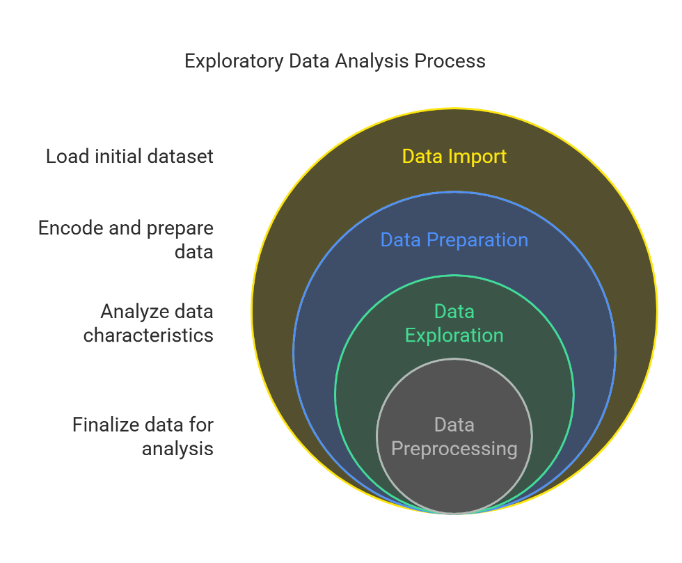 Exploratory Data Analysis Process
Load initial dataset
Data Import
Encode and prepare
data
Data Preparation
Analyze data
characteristics
Data
Exploration
Finalize data for
analysis
Data
Preprocessing